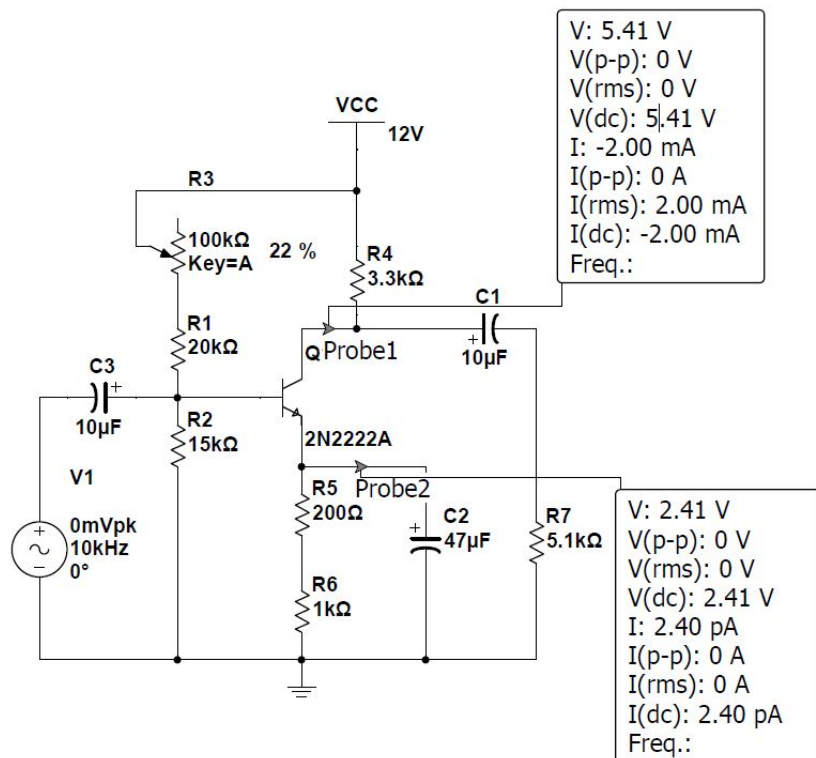 V: 5.41 V
V(p-p): 0 V
V(rms): 0 V
V(dc): 5.41 V
I: -2.00 mA
I(p-p): 0 A
I(rms): 2.00 mA
I(dc): -2.00 mA
Freq.:
VCC
12V
R3
100kΩ
Key=A
22 %
R4
3.3kΩ
R1
20kΩ
C1
10µF
+
Q
Probe1
C3
+
10µF
R2
15kΩ
2N2222A
Probe2
V1
0mVpk
10kHz
0°
+
R5
200Ω
C2
47µF
+
R7
5.1kΩ
R6
1kΩ
V: 2.41 V
V(p-p): 0 V
V(rms): 0 V
V(dc): 2.41 V
I: 2.40 pA
I(p-p): 0 A
I(rms): 0 A
I(dc): 2.40 pA
Freq.: